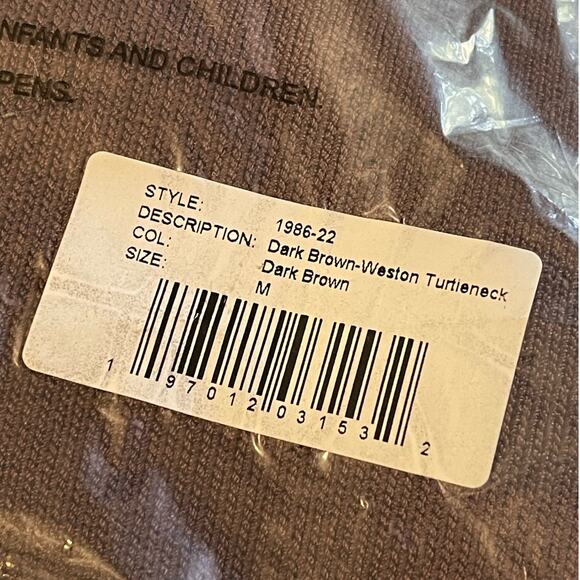 NFANTS AND CHILDREN.
PENS.
STYLE: 1986-22
DESCRIPTION: Dark Brown-Weston Turtleneck
COL: Dark Brown
SIZE: M
1 97012 03153 2